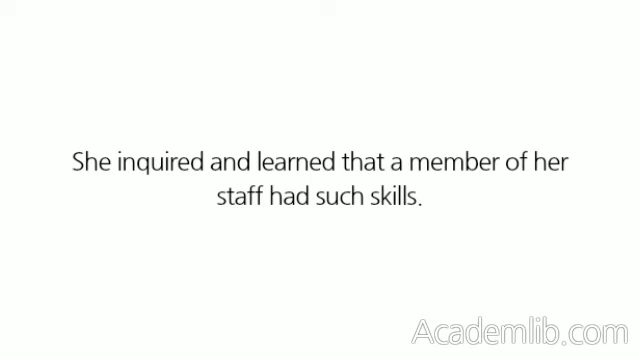 She inquired and learned that a member of her
staff had such skills.
Academlib.com